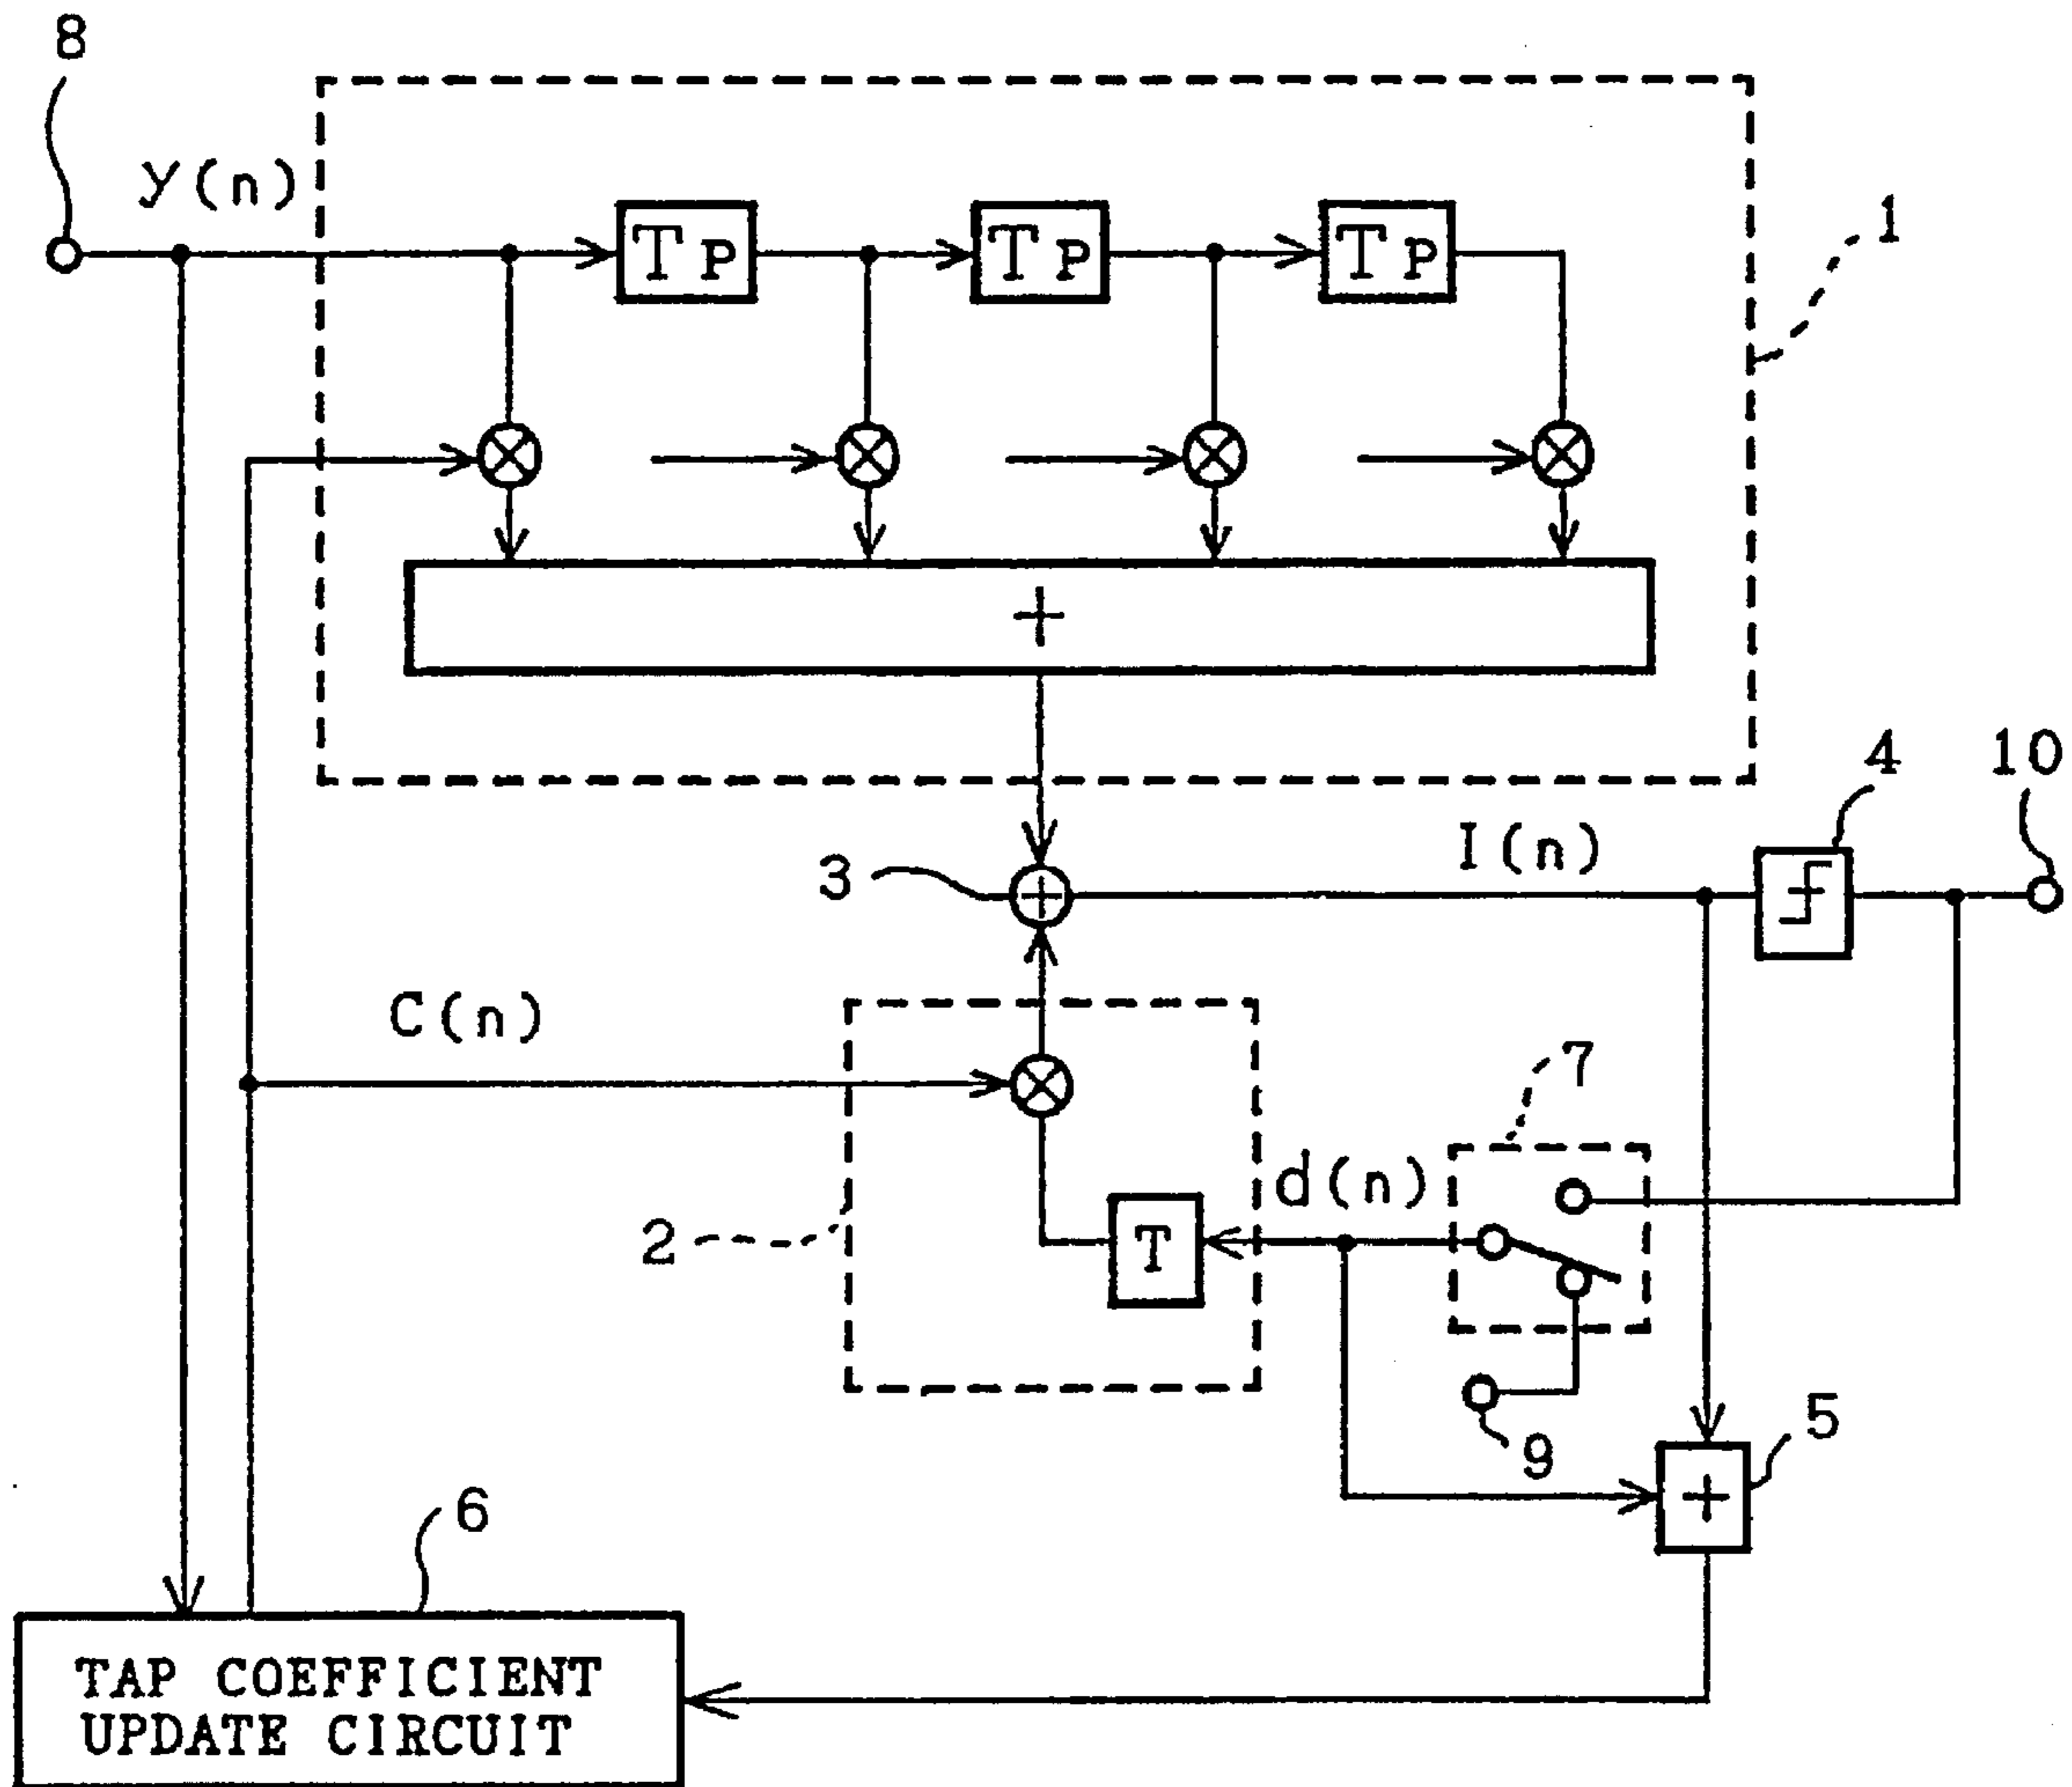 8
y(n)
Tp
Tp
Tp
1
+
4
10
I(n)
3
+
C(n)
7
d(n)
2
T
9
5
+
6
TAP COEFFICIENT
UPDATE CIRCUIT